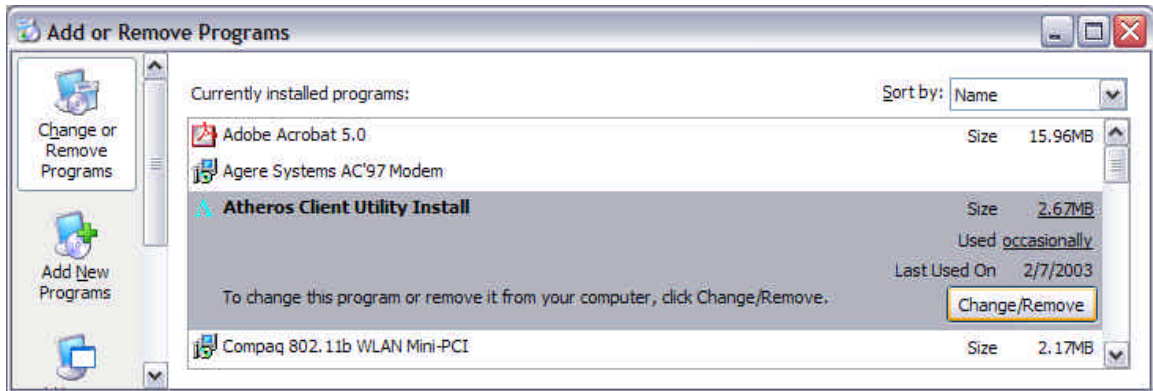 Add or Remove Programs
Change or
Remove
Programs
Add New
Programs
Currently installed programs:
Sort by: Name
Adobe Acrobat 5.0 Size 15.96MB
Agere Systems AC'97 Modem
Atheros Client Utility Install Size 2.67MB
Used occasionally
Last Used On 2/7/2003
To change this program or remove it from your computer, click Change/Remove.
Change/Remove
Compaq 802.11b WLAN Mini-PCI Size 2.17MB